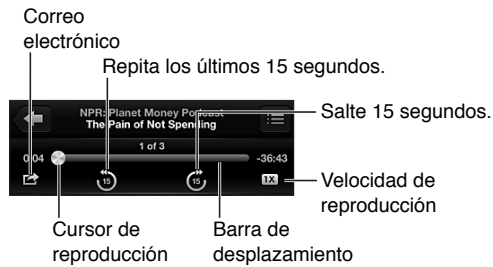 Correo
electrónico
Repita los últimos 15 segundos.
NPR: Planet Money Podcast
The Pain of Not Spending
Salte 15 segundos.
1 of 3
0:04
-36:43
15
15
1X
Velocidad de
reproducción
Cursor de
reproducción
Barra de
desplazamiento